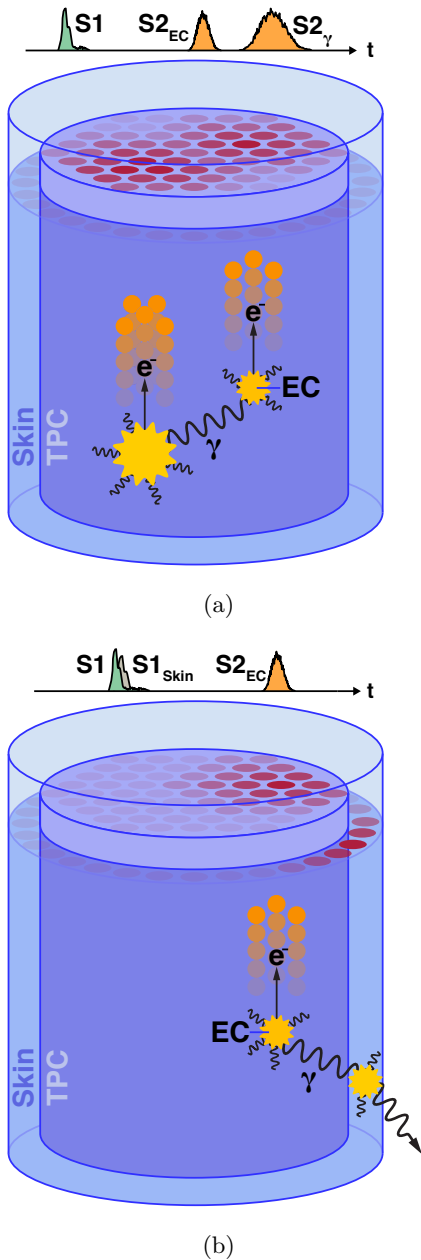 S1 S2EC S2γ t
e⁻
e⁻
EC
γ
Skin
TPC
(a)
S1 S1Skin S2EC t
e⁻
EC
γ
Skin
TPC
(b)